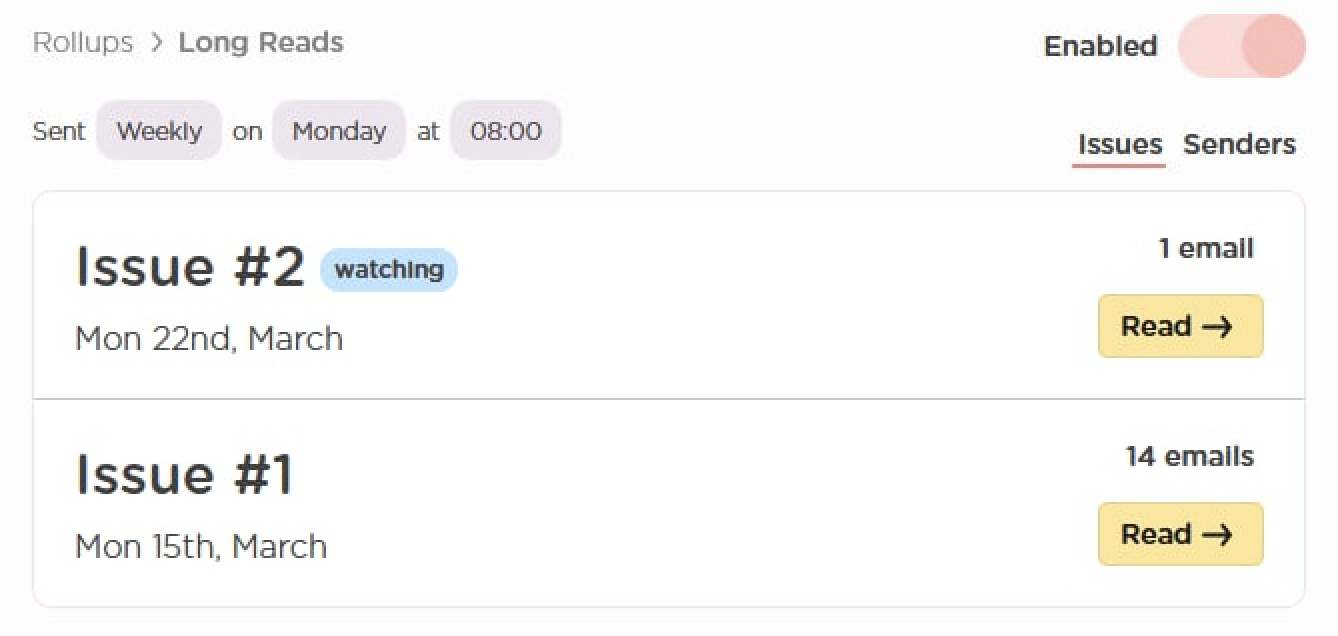 Rollups > Long Reads
Enabled
Sent Weekly on Monday at 08:00
Issues Senders
Issue #2 watching
1 email
Mon 22nd, March
Read →
Issue #1
14 emails
Mon 15th, March
Read →